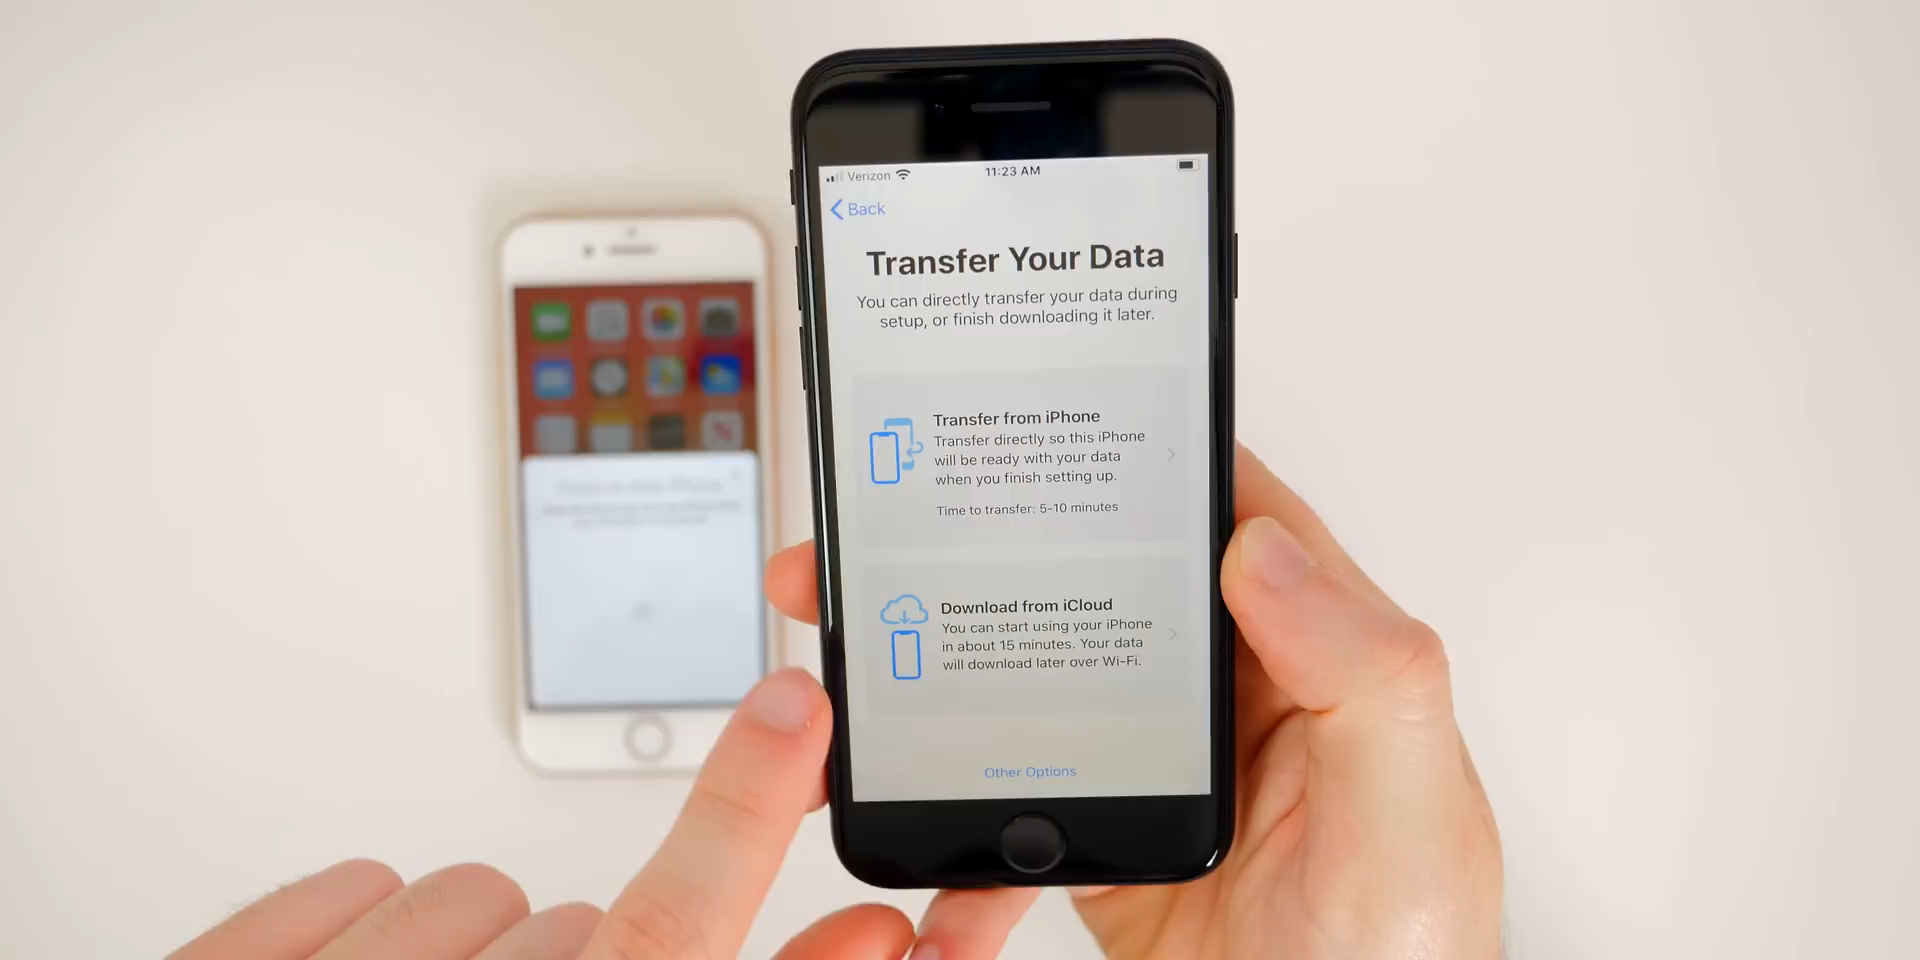 Verizon 11:23 AM
Back
Transfer Your Data
You can directly transfer your data during
setup, or finish downloading it later.
Transfer from iPhone
Transfer directly so this iPhone
will be ready with your data
when you finish setting up.
Time to transfer: 5-10 minutes
Download from iCloud
You can start using your iPhone
in about 15 minutes. Your data
will download later over Wi-Fi.
Other Options